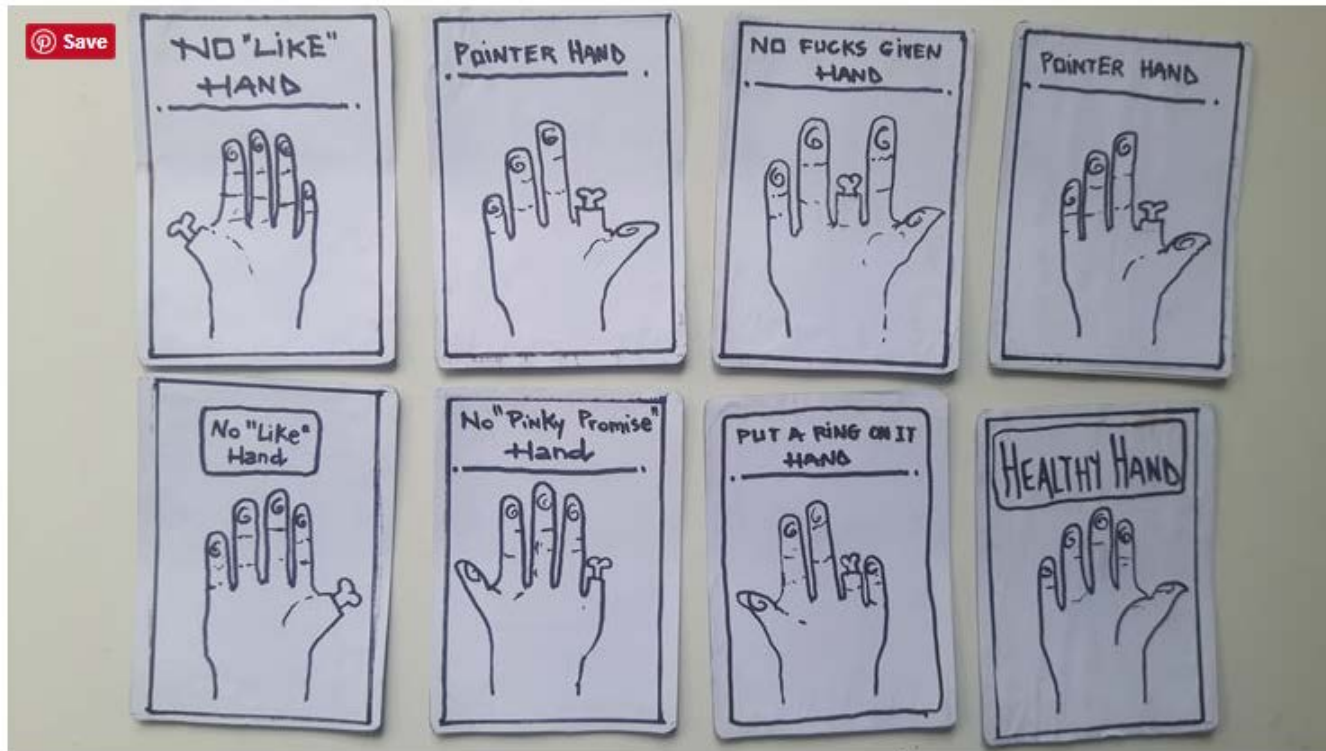 Save
NO "LIKE"
HAND
POINTER HAND
NO FUCKS GIVEN
HAND
POINTER HAND
No "Like"
Hand
No "Pinky Promise"
Hand
PUT A RING ON IT
HAND
HEALTHY HAND